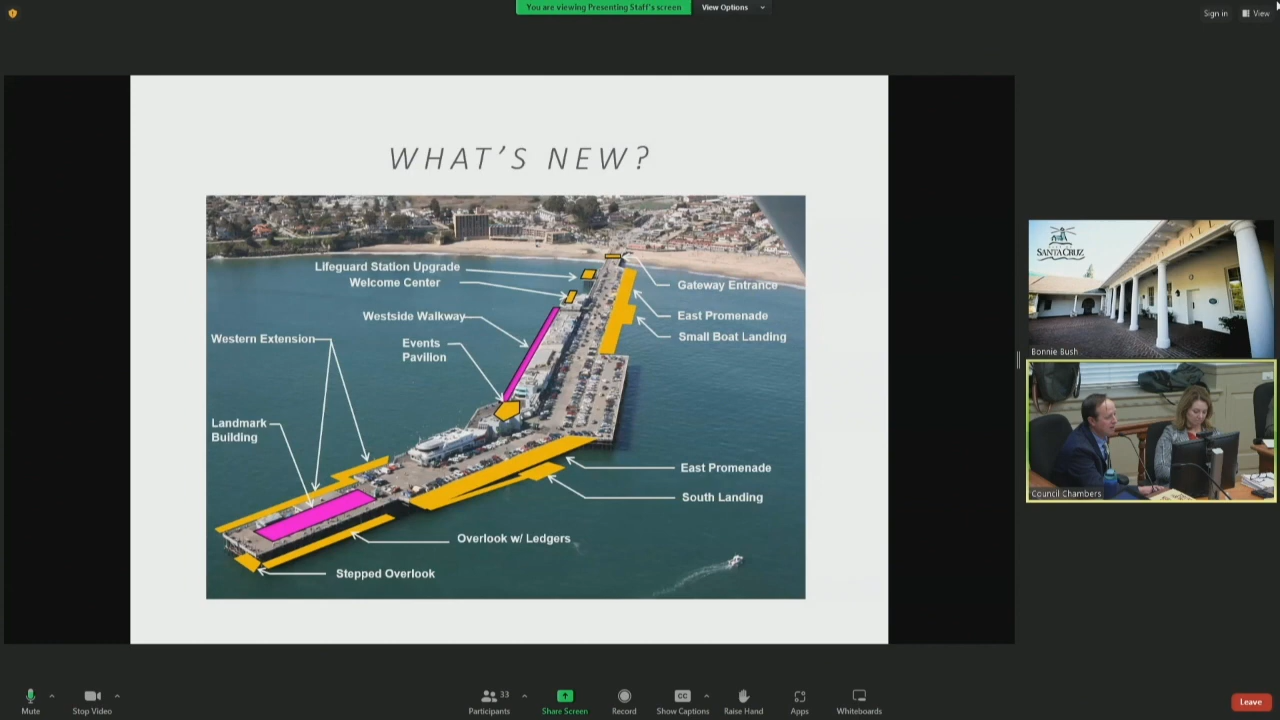 You are viewing Presenting Staff's screen
View Options
Sign in
View
WHAT'S NEW?
Lifeguard Station Upgrade
Welcome Center
Gateway Entrance
Westside Walkway
East Promenade
Small Boat Landing
Western Extension
Events
Pavilion
Landmark
Building
East Promenade
South Landing
Overlook w/ Ledgers
Stepped Overlook
SANTA CRUZ
Bonnie Bush
Council Chambers
Mute
Stop Video
Participants
33
Share Screen
Record
CC
Show Captions
Raise Hand
Apps
Whiteboards
Leave